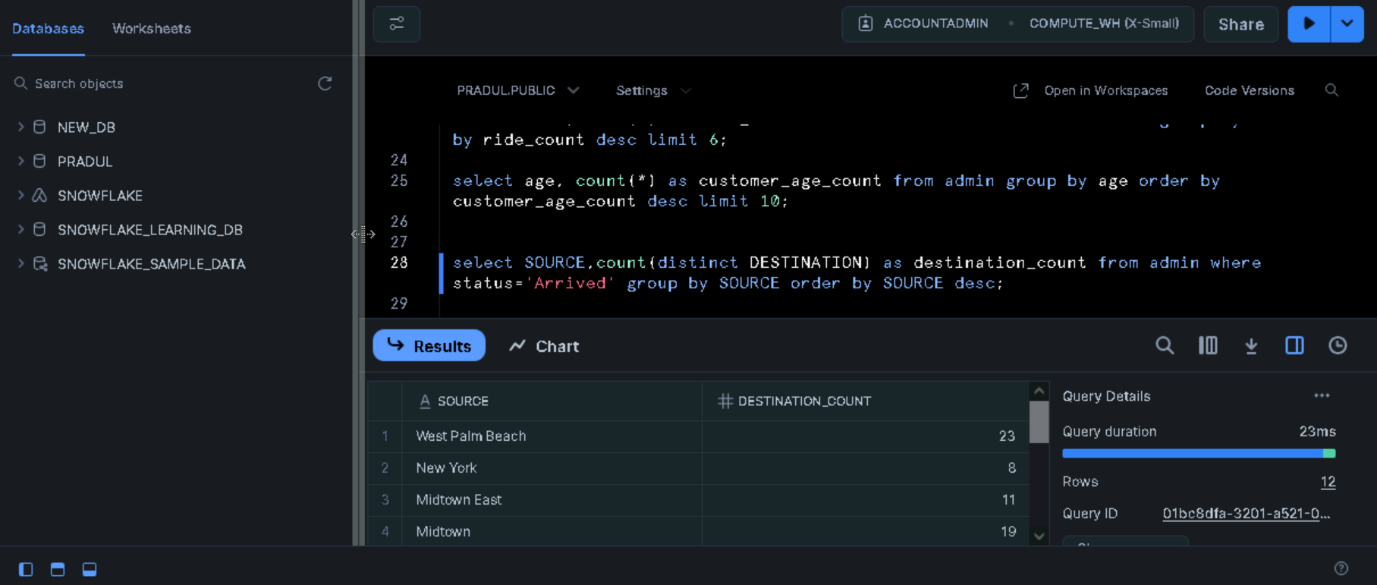 Databases
Worksheets
Search objects
NEW_DB
PRADUL
SNOWFLAKE
SNOWFLAKE_LEARNING_DB
SNOWFLAKE_SAMPLE_DATA
ACCOUNTADMIN • COMPUTE_WH (X-Small)
Share
PRADUL.PUBLIC
Settings
Open in Workspaces
Code Versions
by ride_count desc limit 6;
24
25 select age, count(*) as customer_age_count from admin group by age order by
customer_age_count desc limit 10;
26
27
28 select SOURCE,count(distinct DESTINATION) as destination_count from admin where
status='Arrived' group by SOURCE order by SOURCE desc;
29
Results
Chart
SOURCE DESTINATION_COUNT
1 West Palm Beach 23
2 New York 8
3 Midtown East 11
4 Midtown 19
Query Details ...
Query duration 23ms
Rows 12
Query ID 01bc8dfa-3201-a521-0...